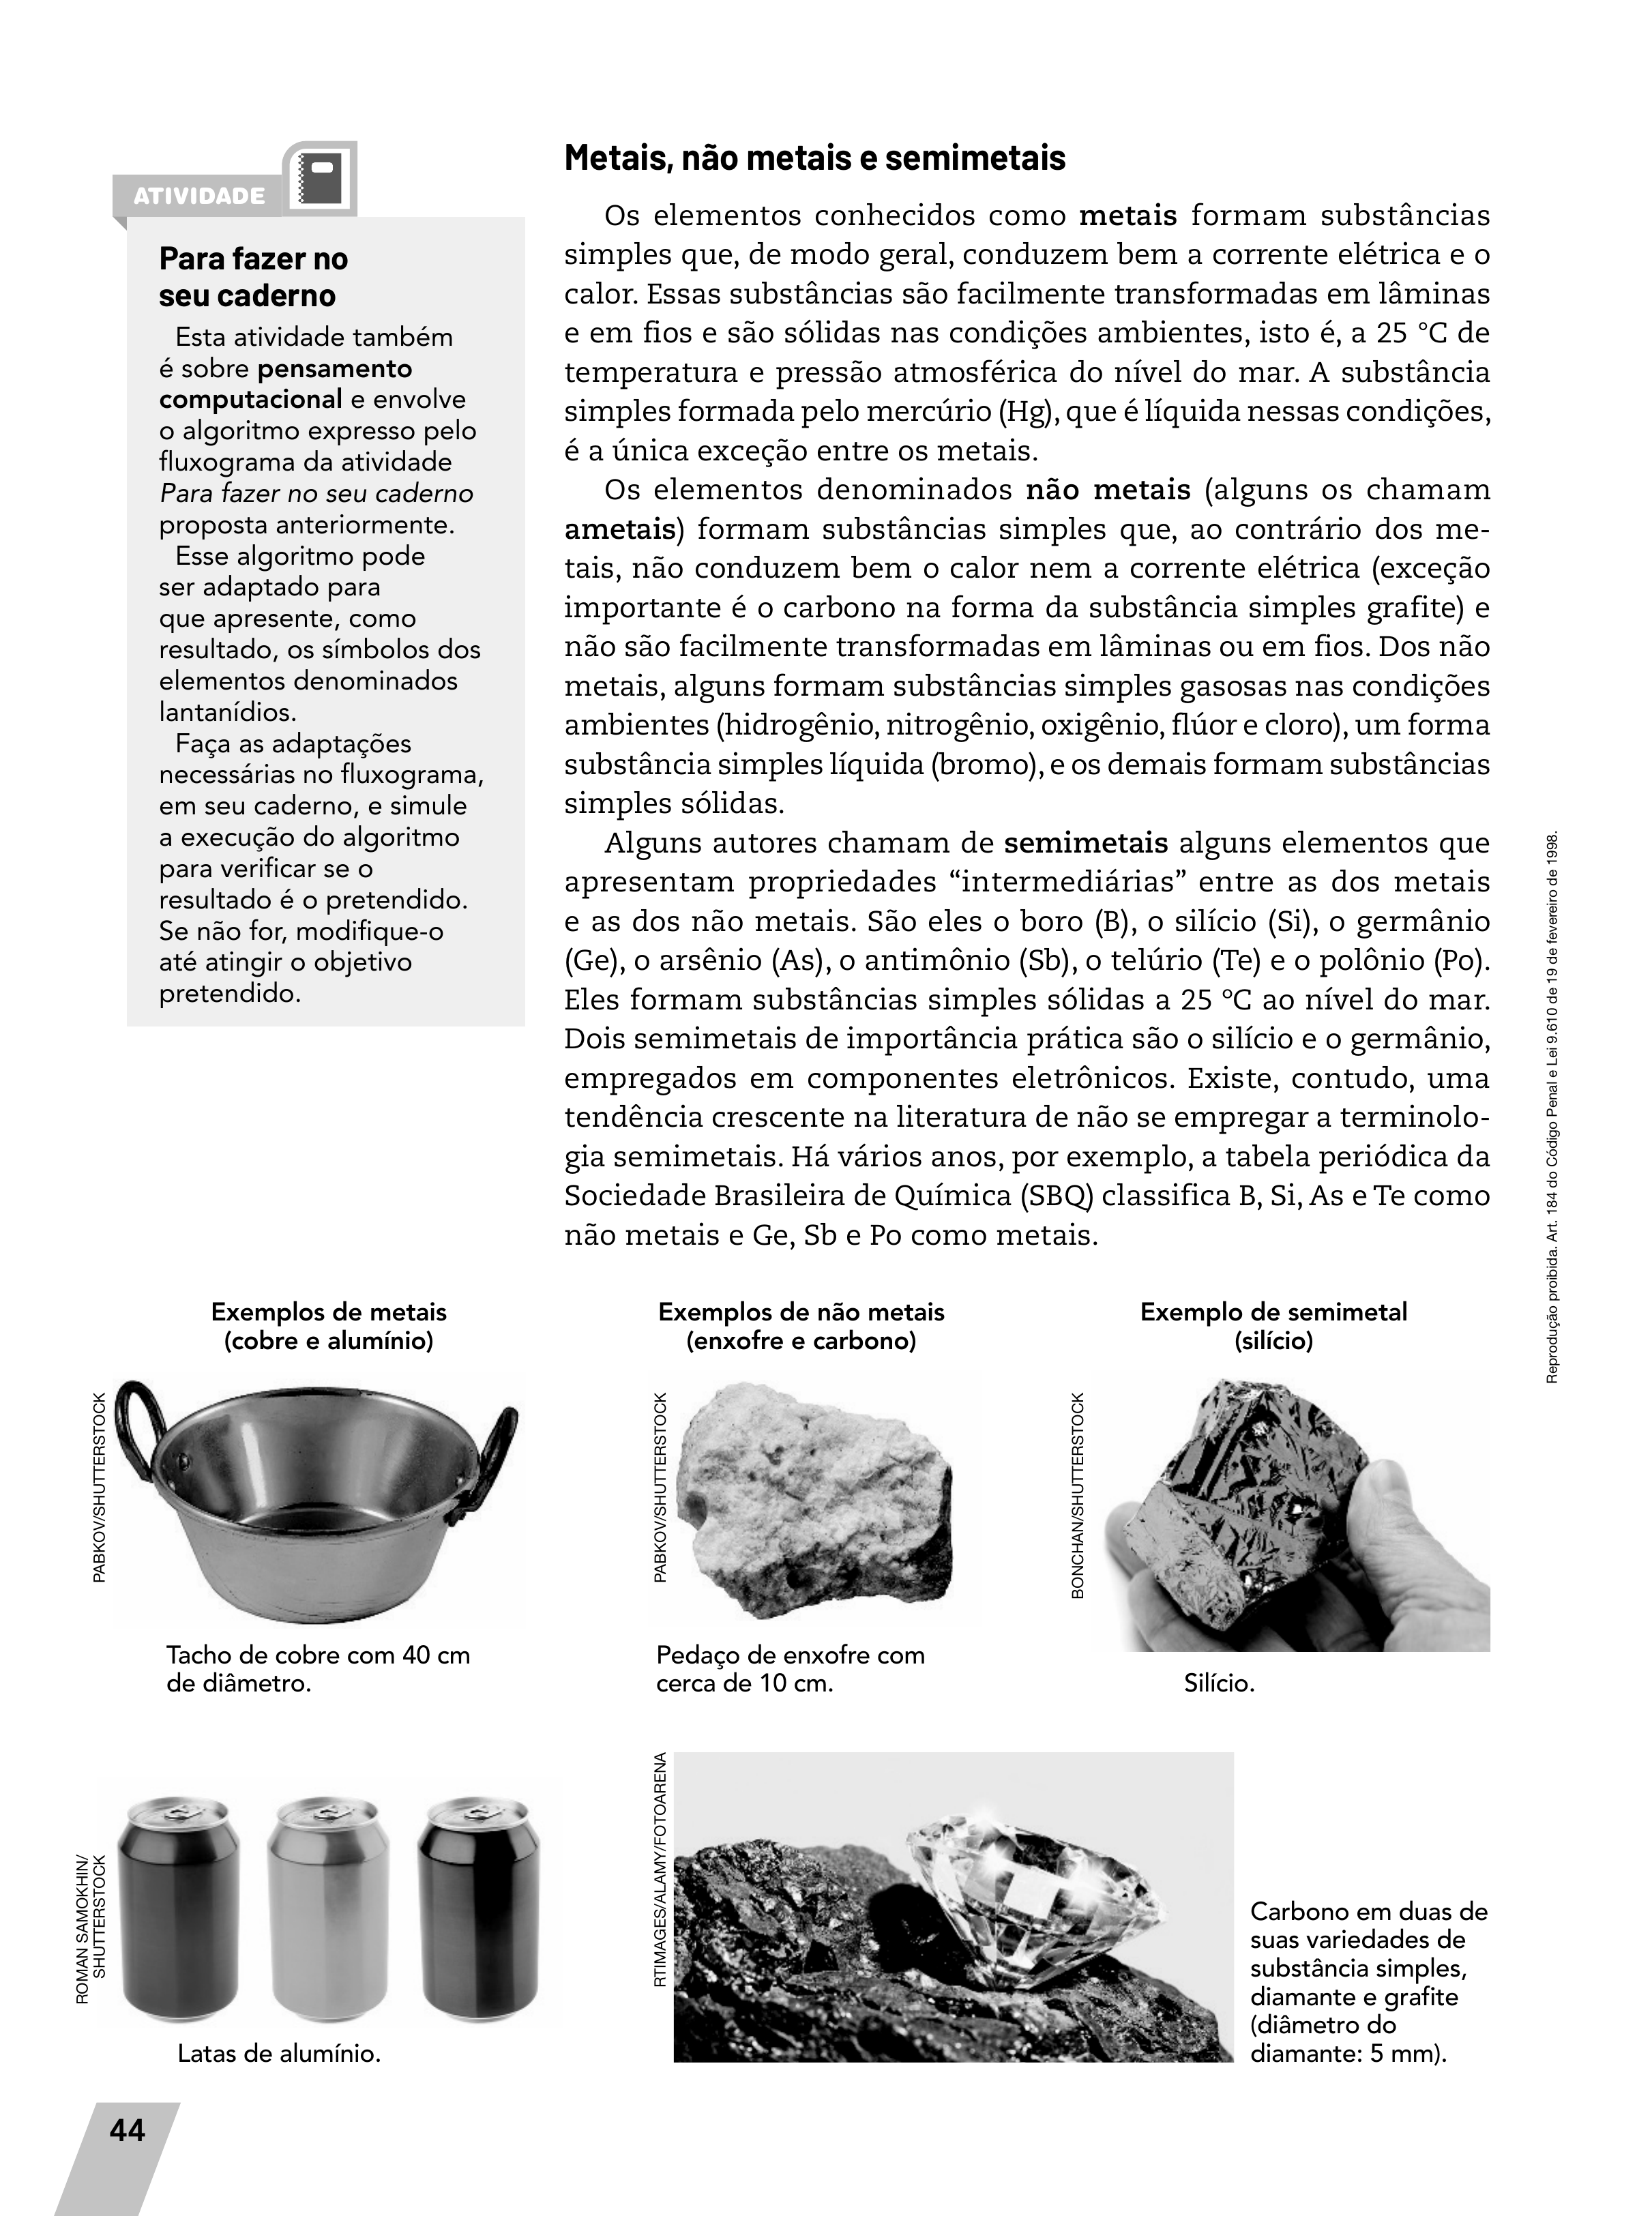 ATIVIDADE
Para fazer no
seu caderno
Esta atividade também
é sobre pensamento
computacional e envolve
o algoritmo expresso pelo
fluxograma da atividade
Para fazer no seu caderno
proposta anteriormente.
Esse algoritmo pode
ser adaptado para
que apresente, como
resultado, os símbolos dos
elementos denominados
lantanídios.
Faça as adaptações
necessárias no fluxograma,
em seu caderno, e simule
a execução do algoritmo
para verificar se o
resultado é o pretendido.
Se não for, modifique-o
até atingir o objetivo
pretendido.
Metais, não metais e semimetais
Os elementos conhecidos como metais formam substâncias
simples que, de modo geral, conduzem bem a corrente elétrica e o
calor. Essas substâncias são facilmente transformadas em lâminas
e em fios e são sólidas nas condições ambientes, isto é, a 25 °C de
temperatura e pressão atmosférica do nível do mar. A substância
simples formada pelo mercúrio (Hg), que é líquida nessas condições,
é a única exceção entre os metais.
Os elementos denominados não metais (alguns os chamam
ametais) formam substâncias simples que, ao contrário dos me-
tais, não conduzem bem o calor nem a corrente elétrica (exceção
importante é o carbono na forma da substância simples grafite) e
não são facilmente transformadas em lâminas ou em fios. Dos não
metais, alguns formam substâncias simples gasosas nas condições
ambientes (hidrogênio, nitrogênio, oxigênio, flúor e cloro), um forma
substância simples líquida (bromo), e os demais formam substâncias
simples sólidas.
Alguns autores chamam de semimetais alguns elementos que
apresentam propriedades “intermediárias” entre as dos metais
e as dos não metais. São eles o boro (B), o silício (Si), o germânio
(Ge), o arsênio (As), o antimônio (Sb), o telúrio (Te) e o polônio (Po).
Eles formam substâncias simples sólidas a 25 ºC ao nível do mar.
Dois semimetais de importância prática são o silício e o germânio,
empregados em componentes eletrônicos. Existe, contudo, uma
tendência crescente na literatura de não se empregar a terminolo-
gia semimetais. Há vários anos, por exemplo, a tabela periódica da
Sociedade Brasileira de Química (SBQ) classifica B, Si, As e Te como
não metais e Ge, Sb e Po como metais.
Reprodução proibida. Art. 184 do Código Penal e Lei 9.610 de 19 de fevereiro de 1998.
Exemplos de metais
(cobre e alumínio)
PABKOV/SHUTTERSTOCK
Tacho de cobre com 40 cm
de diâmetro.
Exemplos de não metais
(enxofre e carbono)
PABKOV/SHUTTERSTOCK
Pedaço de enxofre com
cerca de 10 cm.
Exemplo de semimetal
(silício)
BONCHAN/SHUTTERSTOCK
Silício.
ROMAN SAMOKHIN/
SHUTTERSTOCK
Latas de alumínio.
RTIMAGES/ALAMY/FOTOARENA
Carbono em duas de
suas variedades de
substância simples,
diamante e grafite
(diâmetro do
diamante: 5 mm).
44